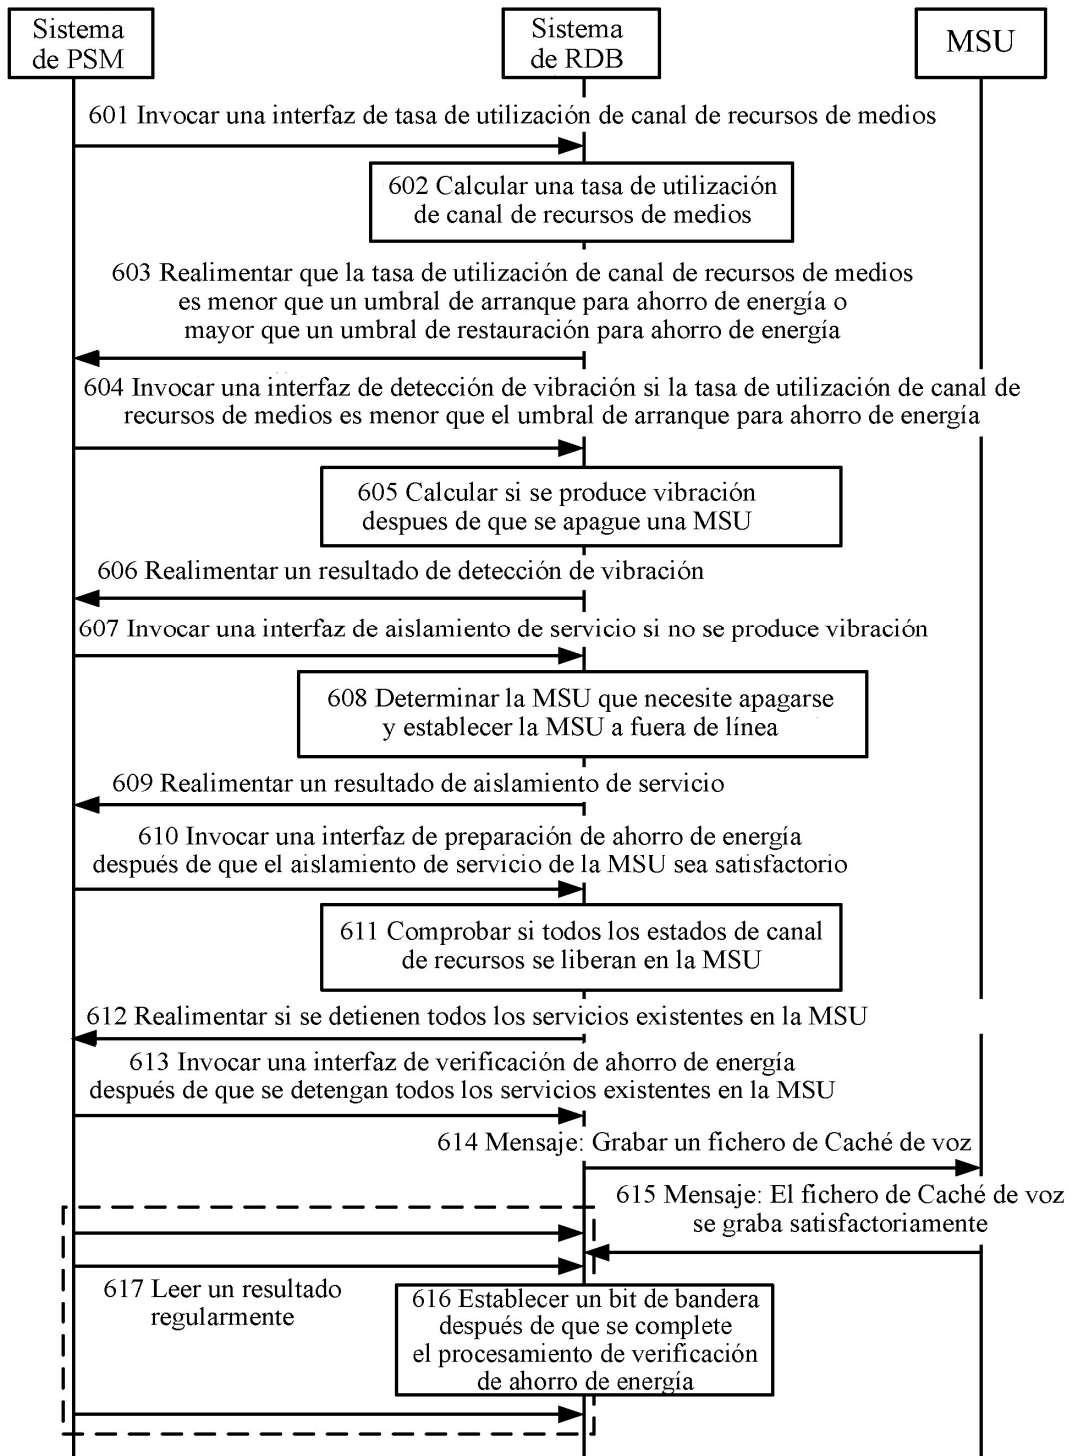 Sistema
de PSM
Sistema
de RDB
MSU
601 Invocar una interfaz de tasa de utilización de canal de recursos de medios
602 Calcular una tasa de utilización
de canal de recursos de medios
603 Realimentar que la tasa de utilización de canal de recursos de medios
es menor que un umbral de arranque para ahorro de energía o
mayor que un umbral de restauración para ahorro de energía
604 Invocar una interfaz de detección de vibración si la tasa de utilización de canal de
recursos de medios es menor que el umbral de arranque para ahorro de energía
605 Calcular si se produce vibración
despues de que se apague una MSU
606 Realimentar un resultado de detección de vibración
607 Invocar una interfaz de aislamiento de servicio si no se produce vibración
608 Determinar la MSU que necesite apagarse
y establecer la MSU a fuera de línea
609 Realimentar un resultado de aislamiento de servicio
610 Invocar una interfaz de preparación de ahorro de energía
después de que el aislamiento de servicio de la MSU sea satisfactorio
611 Comprobar si todos los estados de canal
de recursos se liberan en la MSU
612 Realimentar si se detienen todos los servicios existentes en la MSU
613 Invocar una interfaz de verificación de ahorro de energía
después de que se detengan todos los servicios existentes en la MSU
614 Mensaje: Grabar un fichero de Caché de voz
615 Mensaje: El fichero de Caché de voz
se graba satisfactoriamente
617 Leer un resultado
regularmente
616 Establecer un bit de bandera
después de que se complete
el procesamiento de verificación
de ahorro de energía